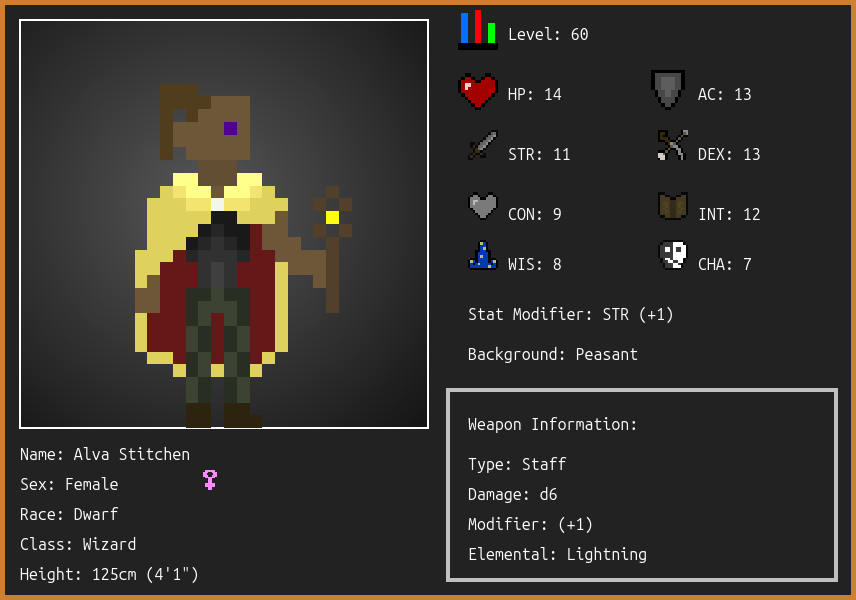 Level: 60
HP: 14
AC: 13
STR: 11
DEX: 13
CON: 9
INT: 12
WIS: 8
CHA: 7
Stat Modifier: STR (+1)
Background: Peasant
Weapon Information:
Type: Staff
Damage: d6
Modifier: (+1)
Elemental: Lightning
Name: Alva Stitchen
Sex: Female
Race: Dwarf
Class: Wizard
Height: 125cm (4'1")